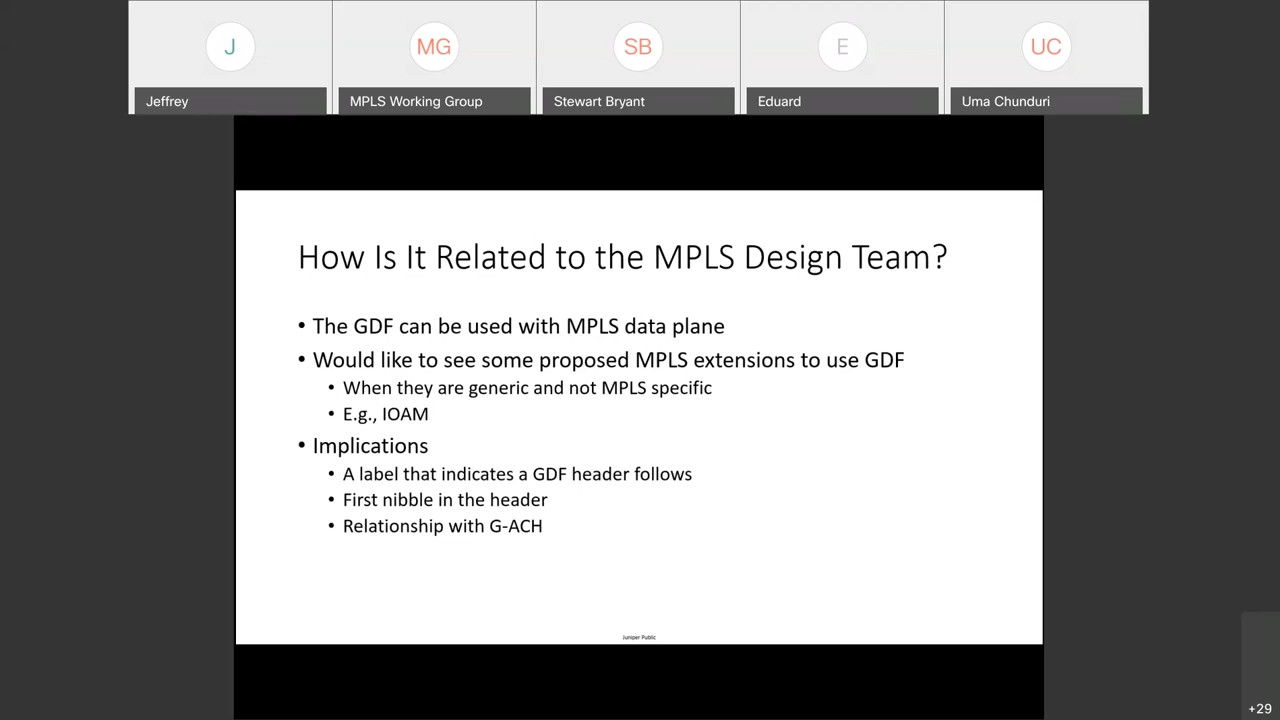 J
MG
SB
E
UC
Jeffrey
MPLS Working Group
Stewart Bryant
Eduard
Uma Chunduri
How Is It Related to the MPLS Design Team?
• The GDF can be used with MPLS data plane
• Would like to see some proposed MPLS extensions to use GDF
• When they are generic and not MPLS specific
• E.g., IOAM
• Implications
• A label that indicates a GDF header follows
• First nibble in the header
• Relationship with G-ACH
Juniper Public
+29